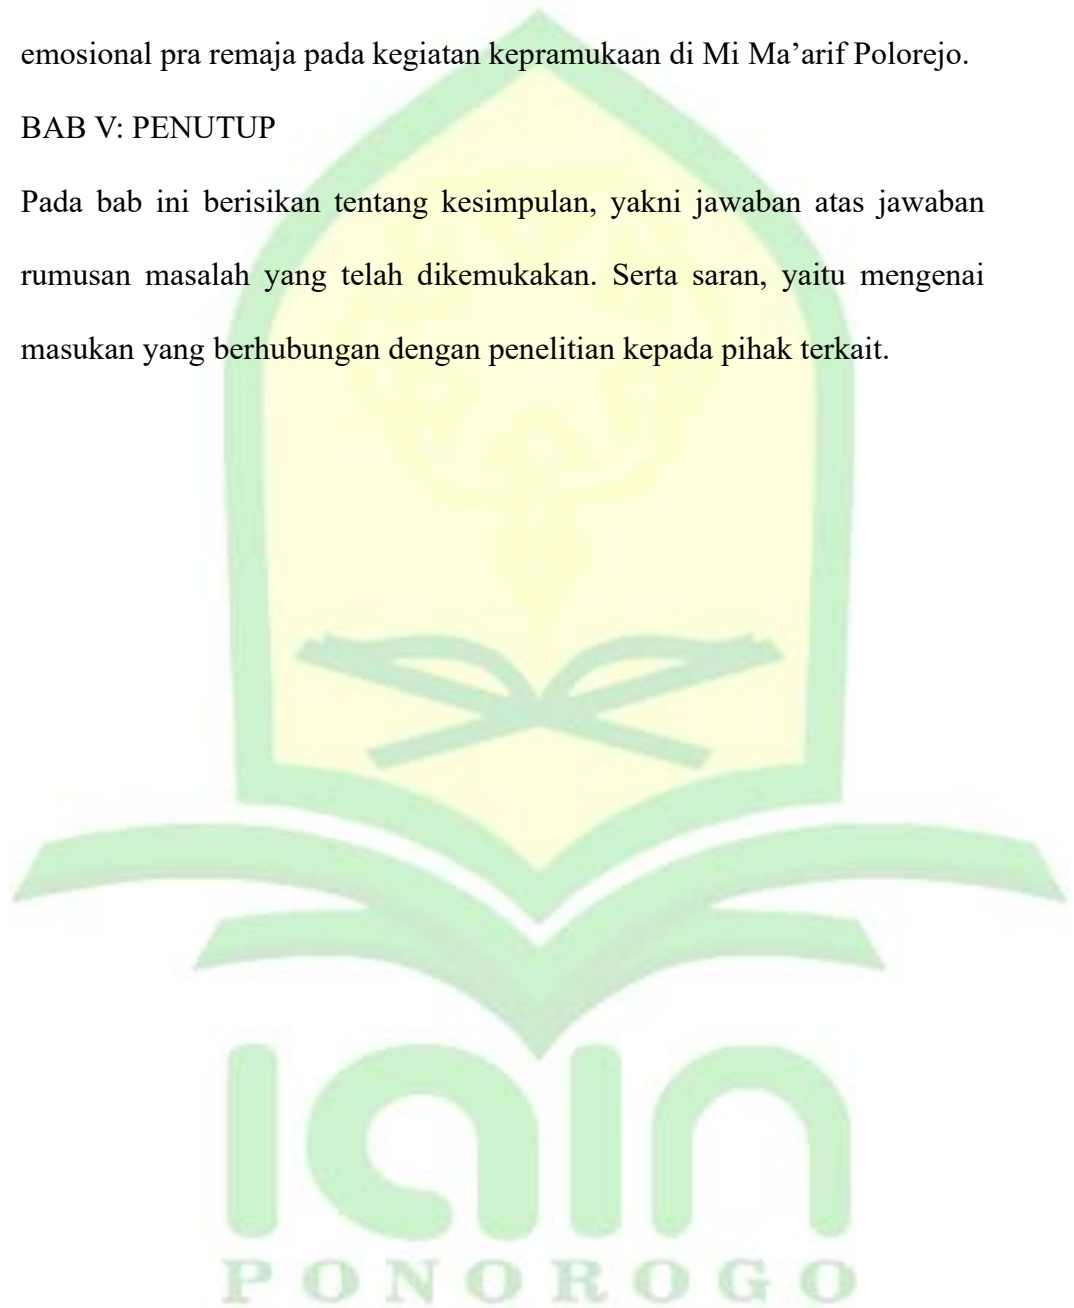 emosional pra remaja pada kegiatan kepramukaan di Mi Ma’arif Polorejo.
BAB V: PENUTUP
Pada bab ini berisikan tentang kesimpulan, yakni jawaban atas jawaban
rumusan masalah yang telah dikemukakan. Serta saran, yaitu mengenai
masukan yang berhubungan dengan penelitian kepada pihak terkait.
iain
PONOROGO